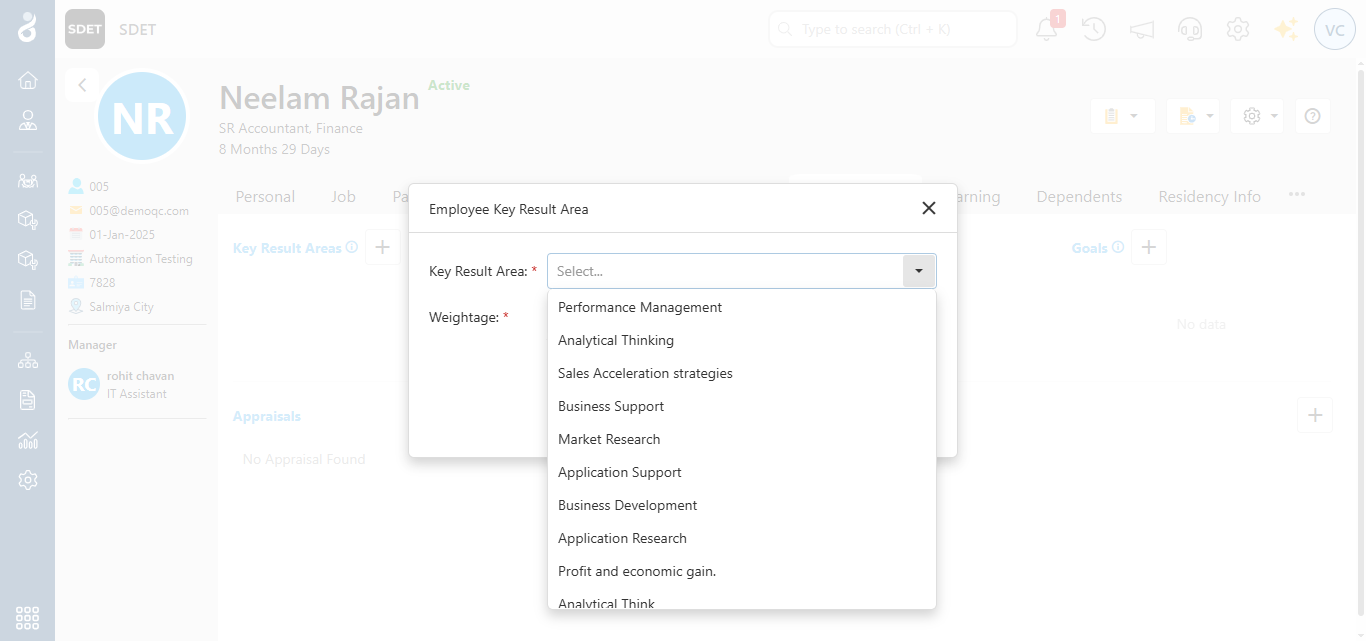 SDET SDET
Type to search (Ctrl + K)
1
VC
NR
Neelam Rajan
Active
SR Accountant, Finance
8 Months 29 Days
005
005@demoqc.com
01-Jan-2025
Automation Testing
7828
Salmiya City
Manager
RC
rohit chavan
IT Assistant
Personal Job Pa
arning Dependents Residency Info
Key Result Areas
Goals
No data
Appraisals
No Appraisal Found
Employee Key Result Area
Key Result Area: *
Select...
Weightage: *
Performance Management
Analytical Thinking
Sales Acceleration strategies
Business Support
Market Research
Application Support
Business Development
Application Research
Profit and economic gain.
Analytical Think